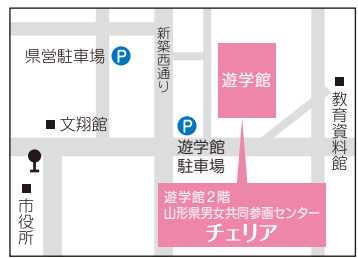 県営駐車場 P
新築西通り
遊学館
■教育資料館
■文翔館
P
遊学館
駐車場
■市役所
遊学館2階
山形県男女共同参画センター
チェリア